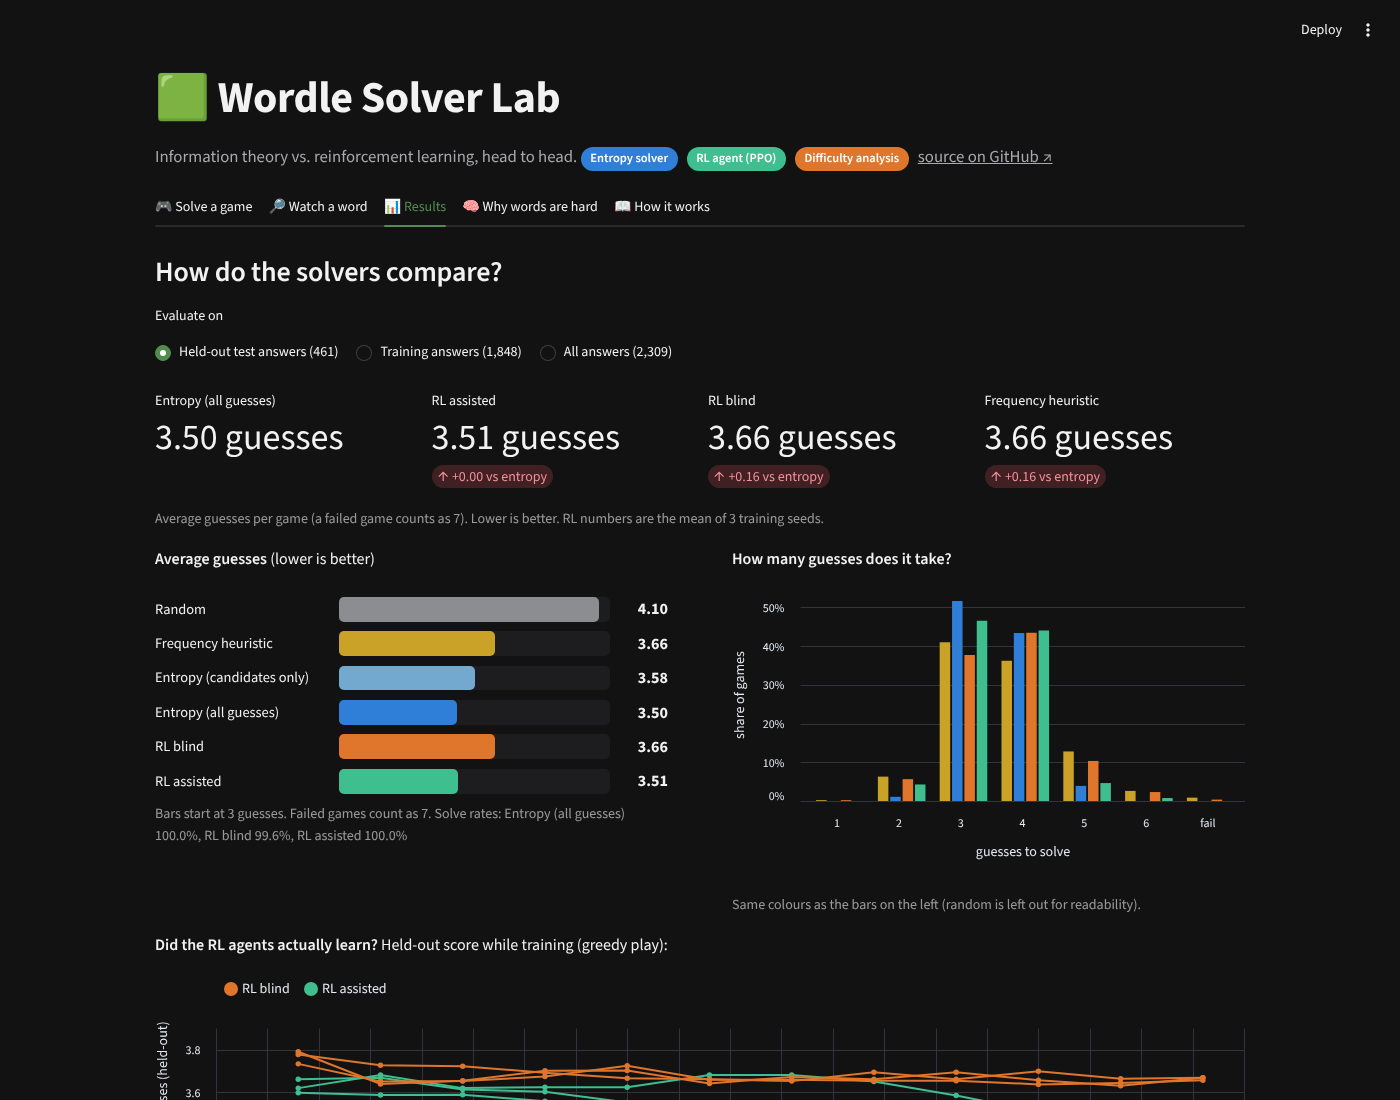 Deploy
Wordle Solver Lab
Information theory vs. reinforcement learning, head to head. Entropy solver RL agent (PPO) Difficulty analysis source on GitHub ↗
Solve a game Watch a word Results Why words are hard How it works
How do the solvers compare?
Evaluate on
Held-out test answers (461) Training answers (1,848) All answers (2,309)
Entropy (all guesses) RL assisted RL blind Frequency heuristic
3.50 guesses 3.51 guesses 3.66 guesses 3.66 guesses
↑ +0.00 vs entropy ↑ +0.16 vs entropy ↑ +0.16 vs entropy
Average guesses per game (a failed game counts as 7). Lower is better. RL numbers are the mean of 3 training seeds.
Average guesses (lower is better)
Random 4.10
Frequency heuristic 3.66
Entropy (candidates only) 3.58
Entropy (all guesses) 3.50
RL blind 3.66
RL assisted 3.51
Bars start at 3 guesses. Failed games count as 7. Solve rates: Entropy (all guesses)
100.0%, RL blind 99.6%, RL assisted 100.0%
How many guesses does it take?
share of games
50%
40%
30%
20%
10%
0%
1 2 3 4 5 6 fail
guesses to solve
Same colours as the bars on the left (random is left out for readability).
Did the RL agents actually learn? Held-out score while training (greedy play):
RL blind RL assisted
(held-out)
3.8
3.6